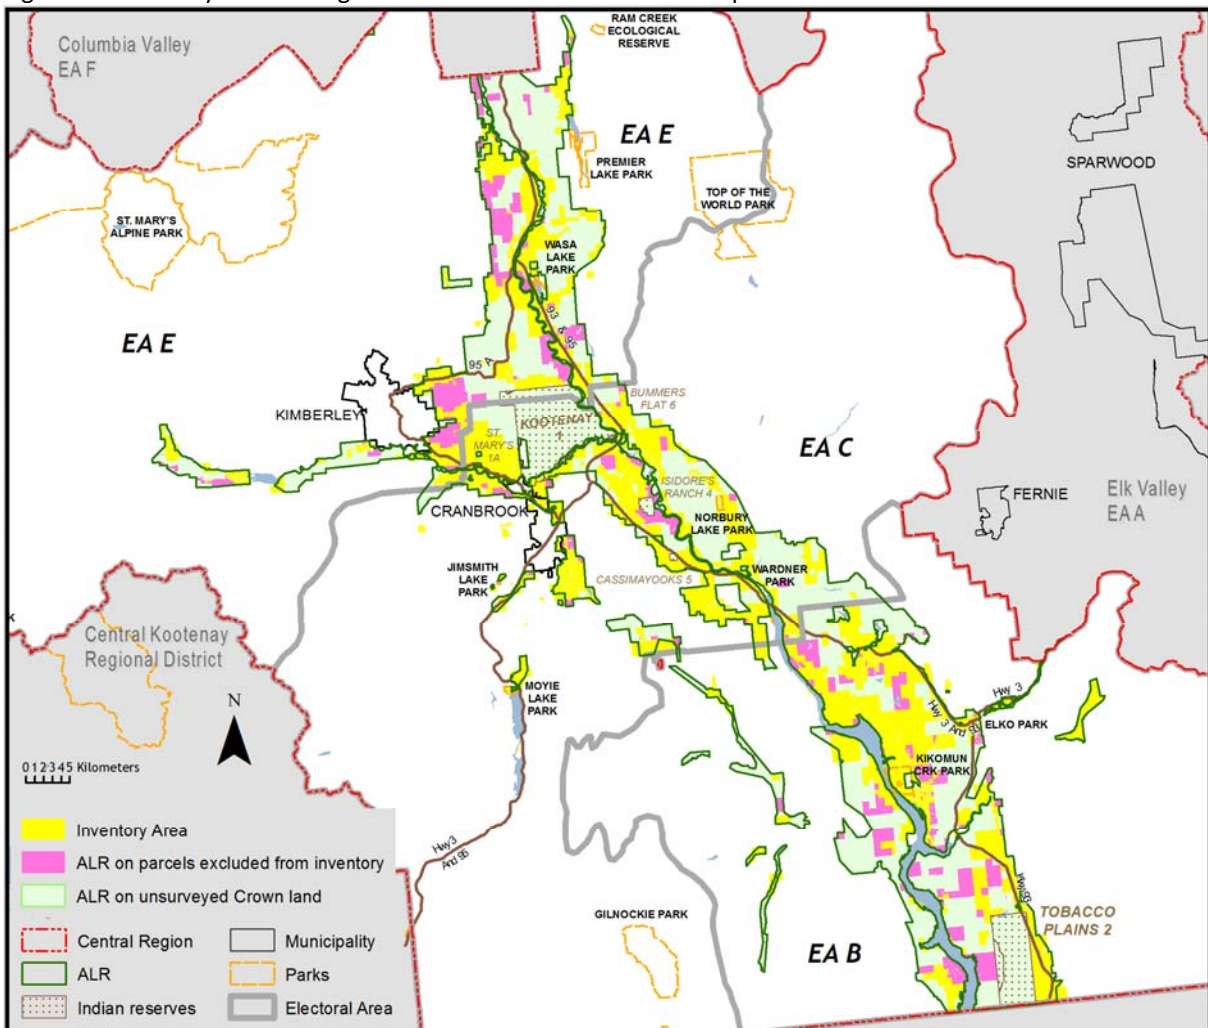 RAM CREEK
ECOLOGICAL
RESERVE
Columbia Valley
EA F
EA E
PREMIER
LAKE PARK
SPARWOOD
TOP OF THE
WORLD PARK
ST. MARY'S
ALPINE PARK
WASA
LAKE
PARK
93 & 95
EA E
95 A
BUMMERS
FLAT 6
KIMBERLEY
KOOTENAY
1
ST.
MARY'S
1A
EA C
ISIDORE'S
RANCH 4
FERNIE
Elk Valley
EA A
CRANBROOK
NORBURY
LAKE PARK
JIMSMITH
LAKE
PARK
CASSIMAYOOKS 5
WARDNER
PARK
Central Kootenay
Regional District
N
MOYIE
LAKE
PARK
Hwy 3
Hwy 3 And 93
ELKO PARK
KIKOMUN
CRK PARK
0 1 2 3 4 5 Kilometers
Hwy3
And 95
Hwy93
GILNOCKIE PARK
TOBACCO
PLAINS 2
EA B
Inventory Area
ALR on parcels excluded from inventory
ALR on unsurveyed Crown land
Central Region
Municipality
ALR
Parks
Indian reserves
Electoral Area